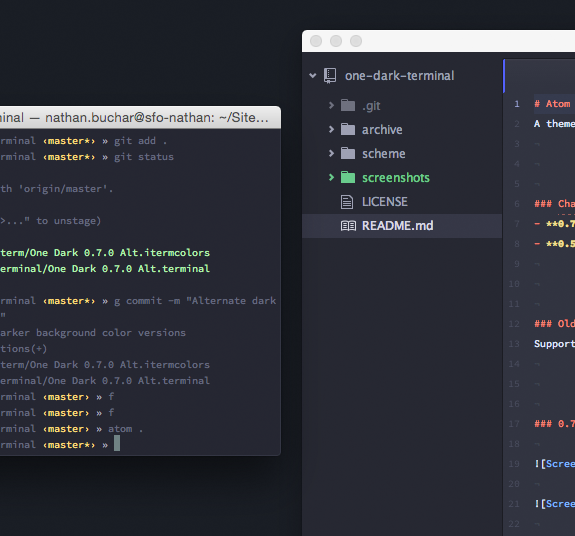 minal — nathan.buchar@sfo-nathan: ~/Site...
rminal ‹master*› » git add .
rminal ‹master*› » git status
th 'origin/master'.
>..." to unstage)
term/One Dark 0.7.0 Alt.itermcolors
erminal/One Dark 0.7.0 Alt.terminal
rminal ‹master*› » g commit -m "Alternate dark
"
arker background color versions
tions(+)
term/One Dark 0.7.0 Alt.itermcolors
erminal/One Dark 0.7.0 Alt.terminal
rminal ‹master› » f
rminal ‹master› » f
rminal ‹master› » atom .
rminal ‹master*› »
one-dark-terminal
.git
archive
scheme
screenshots
LICENSE
README.md
1 # Atom
2 A theme
3
4
5
6 ### Cha
7 - **0.7
8 - **0.5
9
10
11
12 ### Old
13 Support
14
15
16
17 ### 0.7
18
19 ![Scree
20
21 ![Scree
22